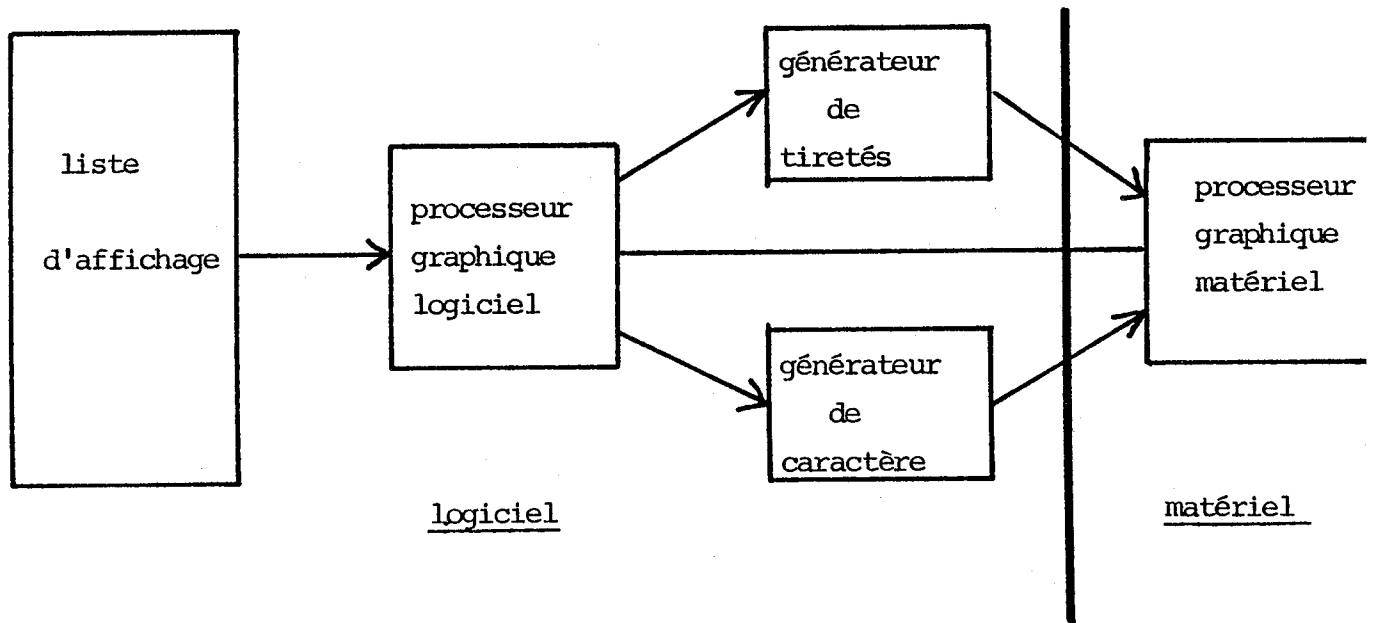 liste
d'affichage
processeur
graphique
logiciel
générateur
de
tiretés
générateur
de
caractère
processeur
graphique
matériel
logiciel
matériel